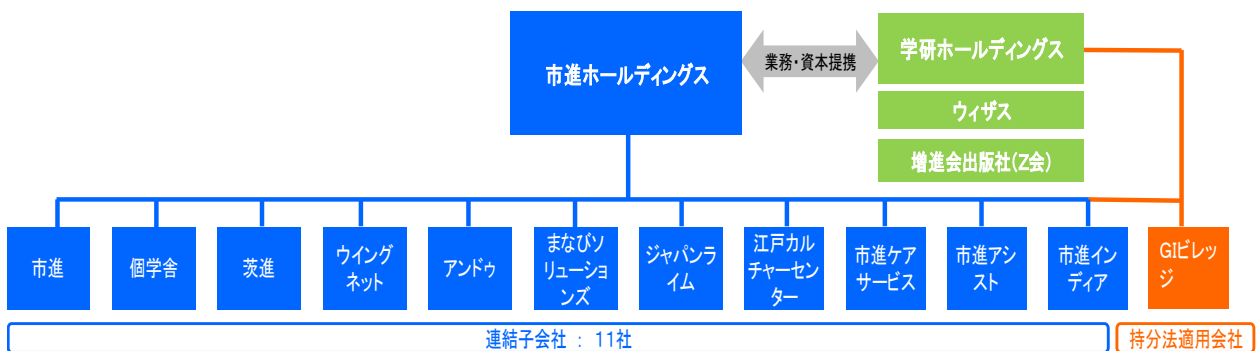 市進ホールディングス
業務・資本提携
学研ホールディングス
ウィザス
増進会出版社(Z会)
市進
個学舎
茨進
ウイング
ネット
アンドゥ
まなびソ
リューショ
ンズ
ジャパンラ
イム
江戸カル
チャーセン
ター
市進ケア
サービス
市進アシ
スト
市進イン
ディア
GIビレッ
ジ
連結子会社 : 11社
持分法適用会社